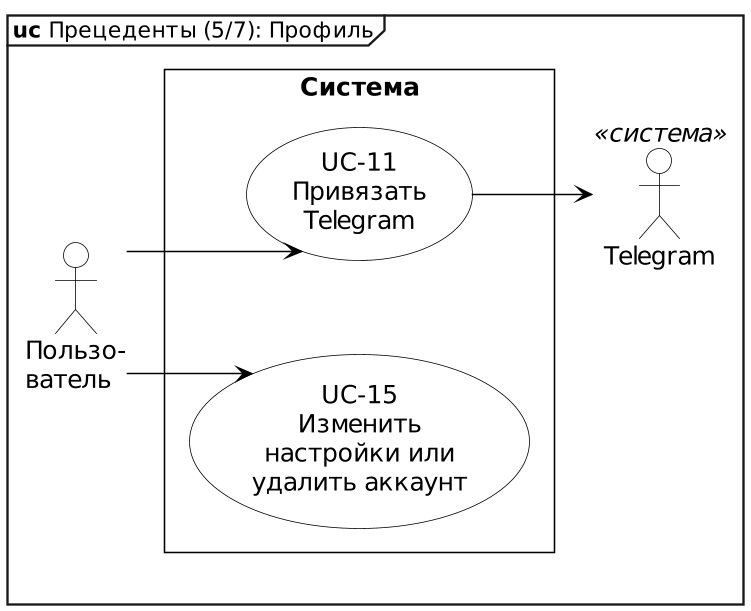 uc Прецеденты (5/7): Профиль
Система
«система»
UC-11
Привязать
Telegram
Telegram
Пользо-
ватель
UC-15
Изменить
настройки или
удалить аккаунт